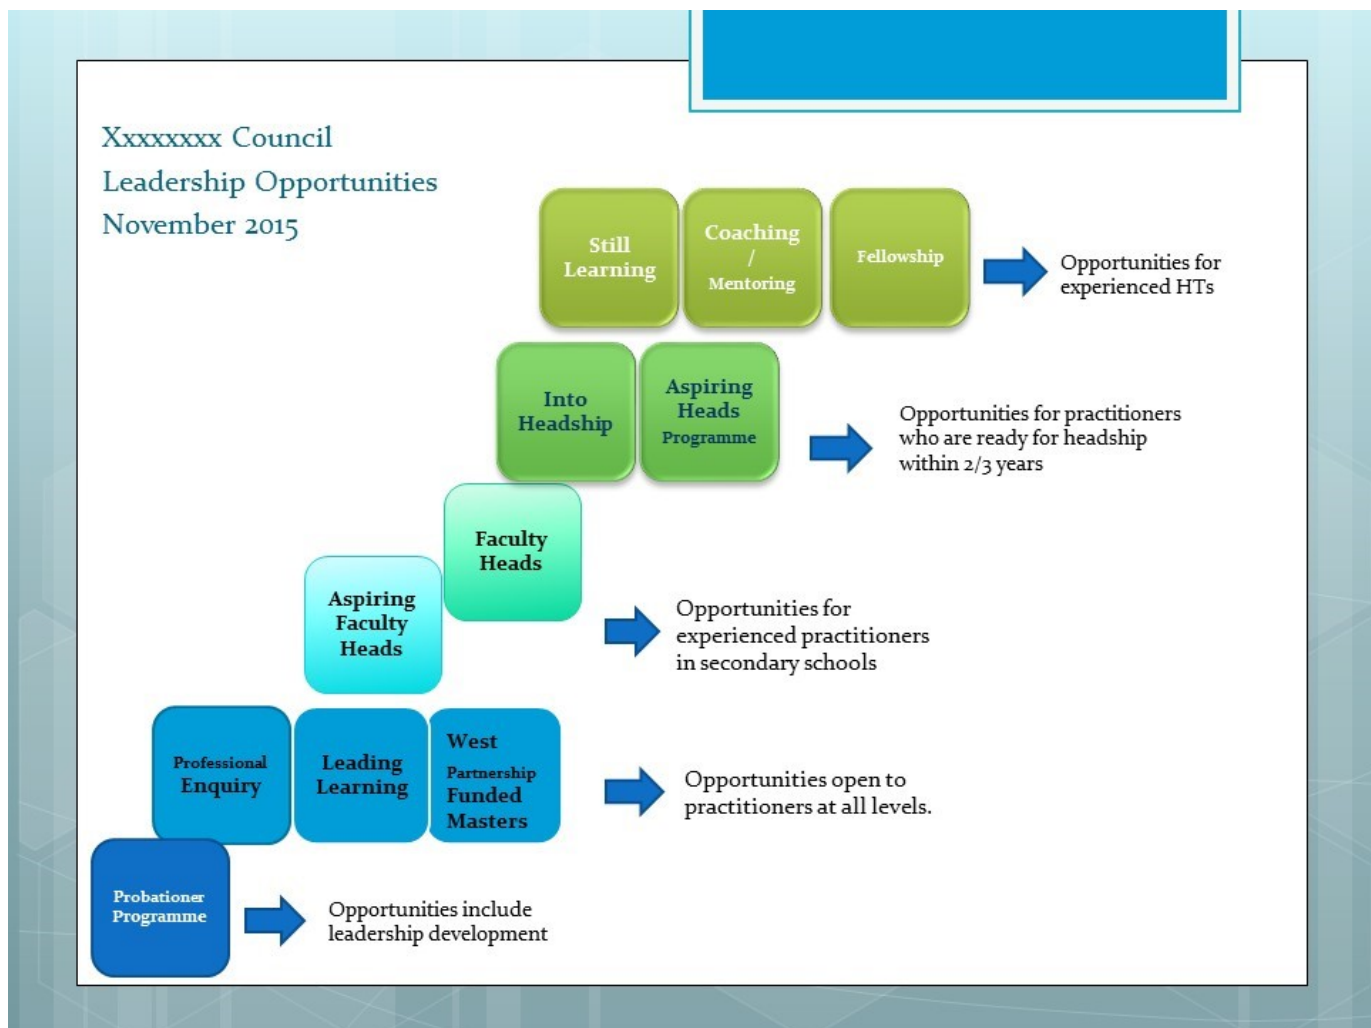 Xxxxxxxx Council
Leadership Opportunities
November 2015
Still
Learning
Coaching
/
Mentoring
Fellowship
Opportunities for
experienced HTs
Into
Headship
Aspiring
Heads
Programme
Opportunities for practitioners
who are ready for headship
within 2/3 years
Faculty
Heads
Aspiring
Faculty
Heads
Opportunities for
experienced practitioners
in secondary schools
Professional
Enquiry
Leading
Learning
West
Partnership
Funded
Masters
Opportunities open to
practitioners at all levels.
Probationer
Programme
Opportunities include
leadership development